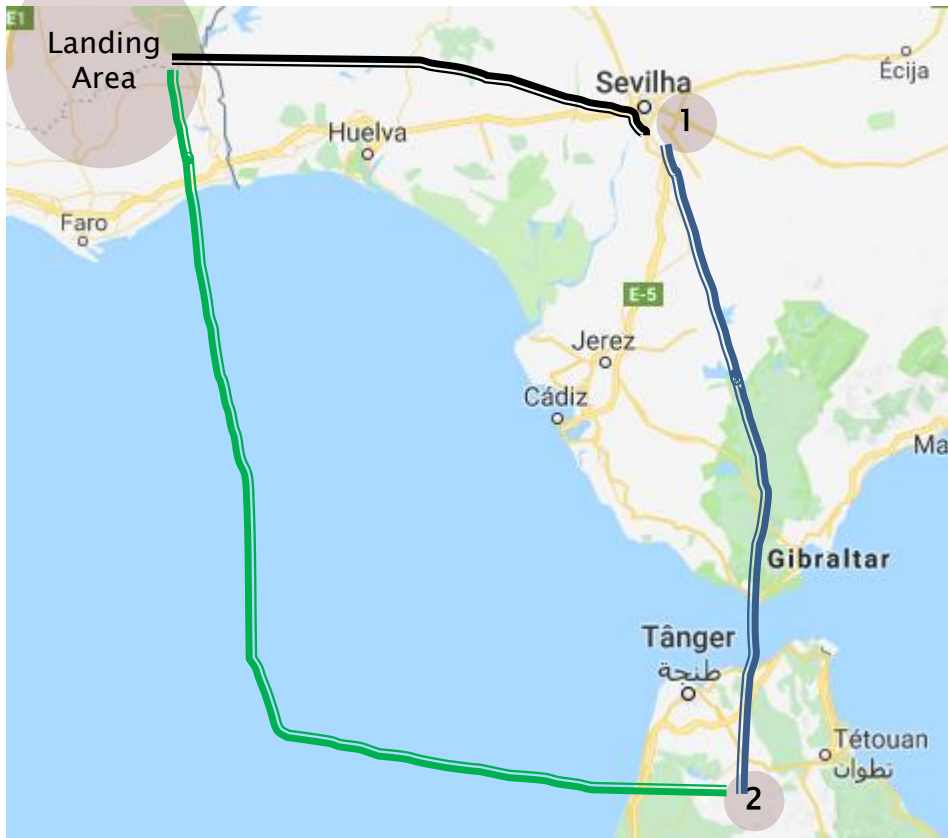 E1
Landing
Area
Sevilha
Écija
1
Huelva
Faro
E-5
Jerez
Cádiz
Ma
Gibraltar
Tânger
طنجة
Tétouan
تطوان
2